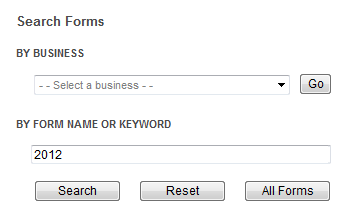 Search Forms
BY BUSINESS
- - Select a business - -
Go
BY FORM NAME OR KEYWORD
2012
Search Reset All Forms